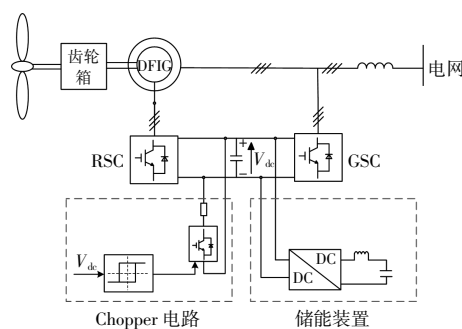 齿轮
箱
DFIG
电网
RSC
+
V_dc
−
GSC
V_dc
DC
DC
Chopper 电路
储能装置